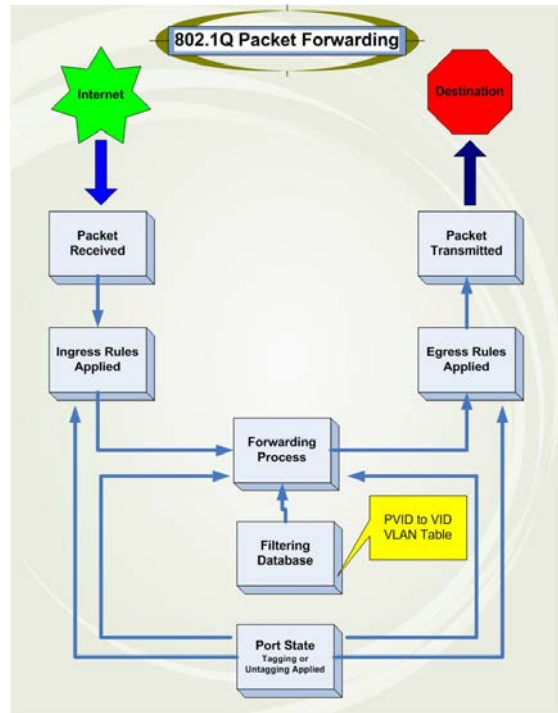 802.1Q Packet Forwarding
Internet
Destination
Packet
Received
Packet
Transmitted
Ingress Rules
Applied
Egress Rules
Applied
Forwarding
Process
PVID to VID
VLAN Table
Filtering
Database
Port State
Tagging or
Untagging Applied